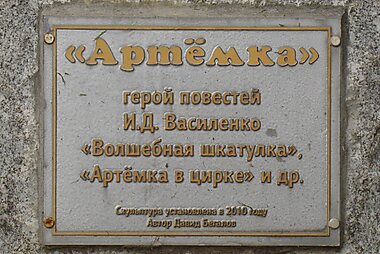 «Артёмка»
герой повестей
И.Д. Василенко
«Волшебная шкатулка»,
«Артёмка в цирке» и др.
Скульптура установлена в 2010 году
Автор Давид Бегалов